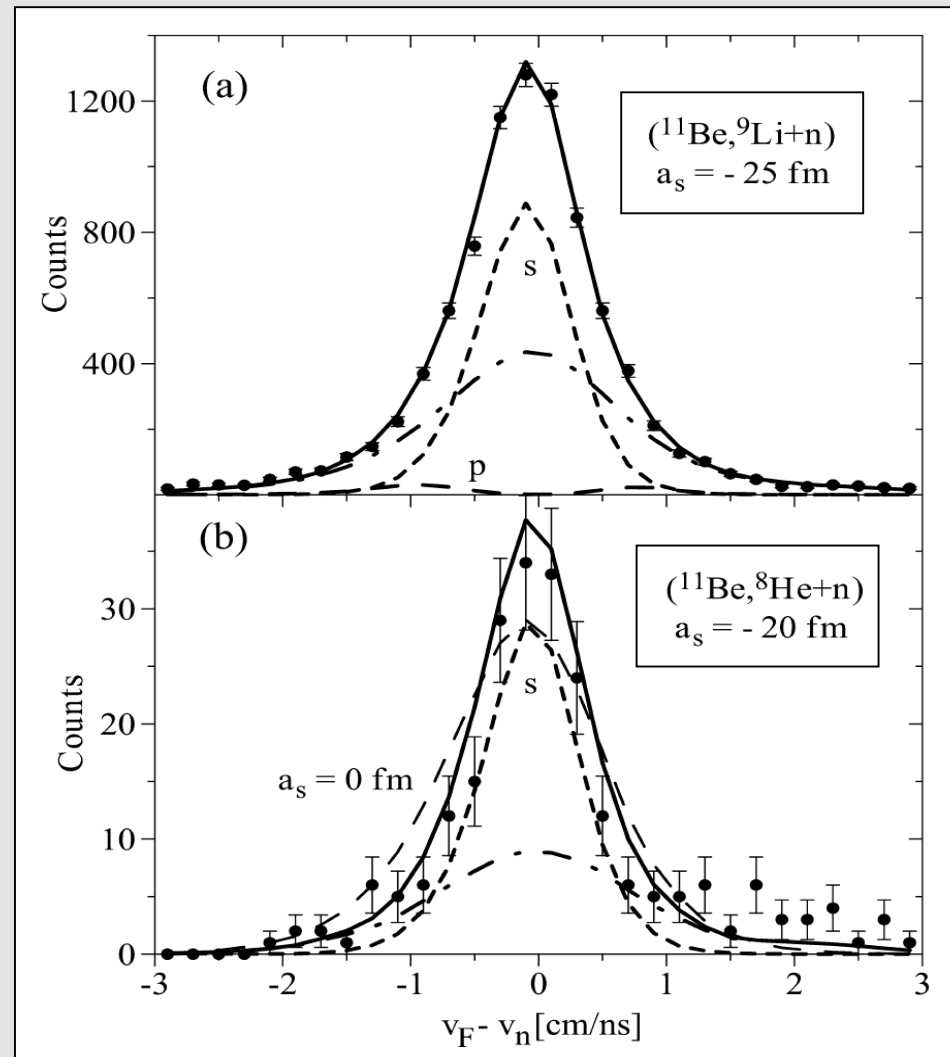 (a)
(¹¹Be,⁹Li+n)
aₛ = - 25 fm
1200
800
400
Counts
s
p
(b)
(¹¹Be,⁸He+n)
aₛ = - 20 fm
30
20
10
0
Counts
s
aₛ = 0 fm
-3 -2 -1 0 1 2 3
v_F - v_n [cm/ns]